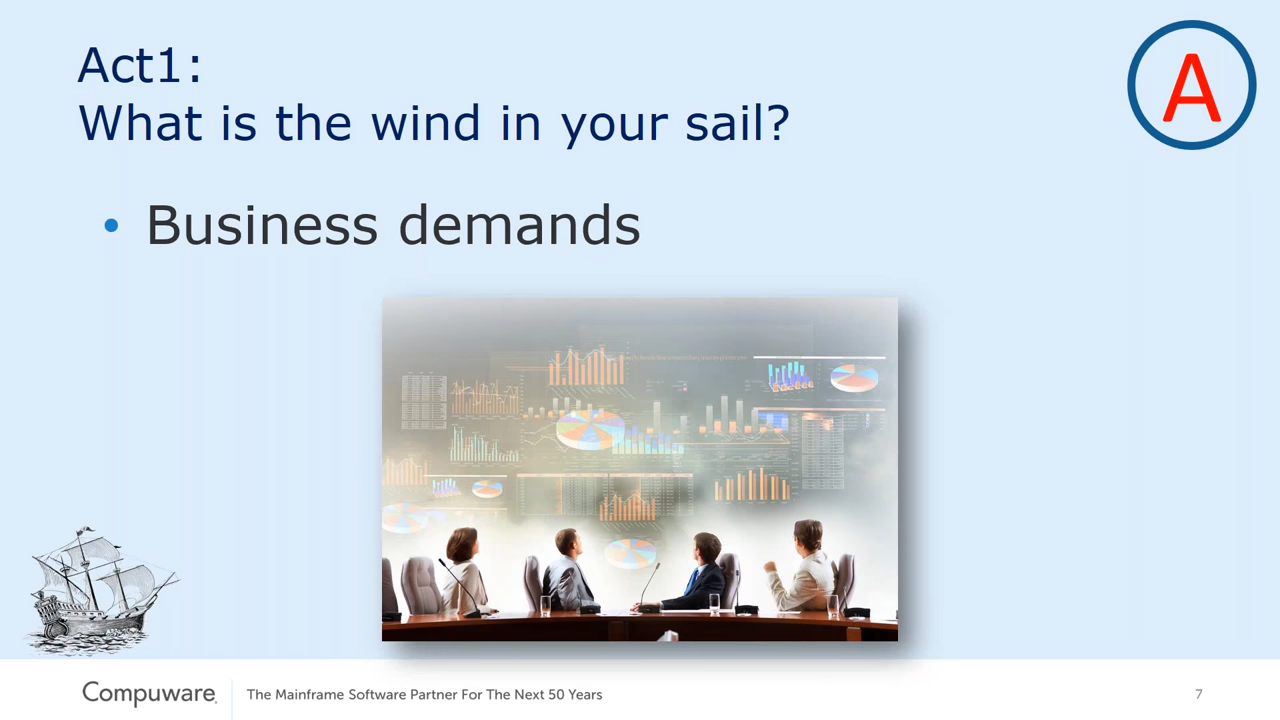 Act1:
What is the wind in your sail?
A
• Business demands
Compuware.
The Mainframe Software Partner For The Next 50 Years
7